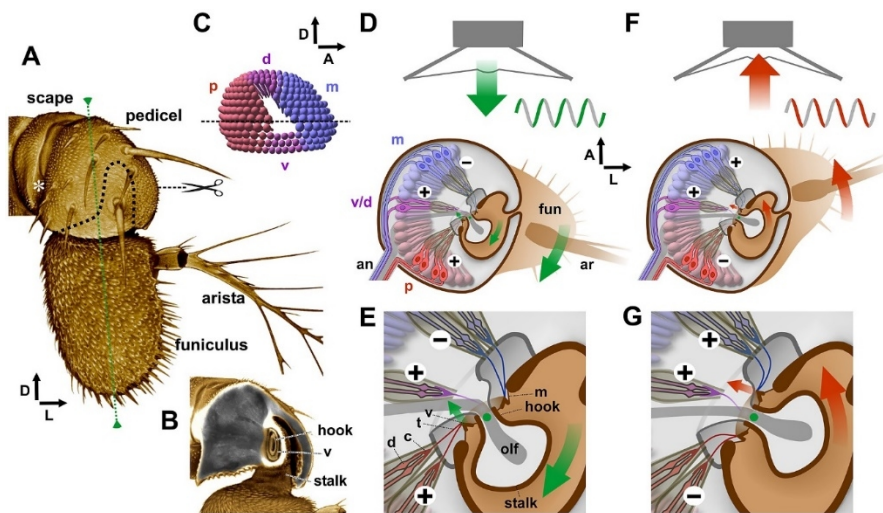 A
scape
pedicel
*
arista
funiculus
D
L
B
hook
v
stalk
C
D
A
d
p
m
v
D
A
L
m
−
+
v/d
+
fun
an
p
ar
E
−
+
m
hook
v
t
c
d
olf
+
stalk
F
+
+
−
G
+
+
−